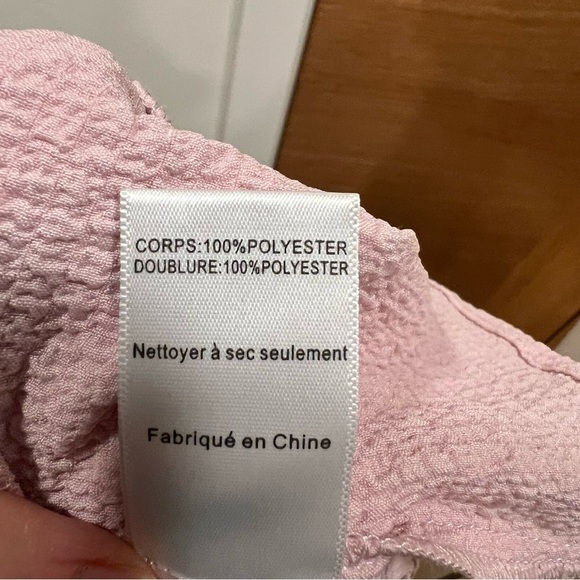 CORPS:100%POLYESTER
DOUBLURE:100%POLYESTER
Nettoyer à sec seulement
Fabriqué en Chine